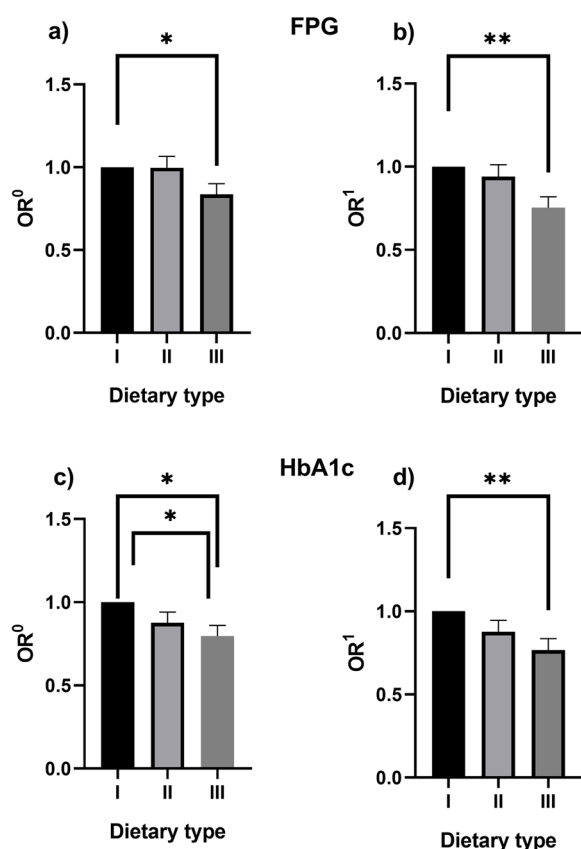 a)
FPG
b)
*
**
1.5
1.0
0.5
0.0
OR⁰
I II III
Dietary type
1.5
1.0
0.5
0.0
OR¹
I II III
Dietary type
c)
HbA1c
d)
*
*
**
1.5
1.0
0.5
0.0
OR⁰
I II III
Dietary type
1.5
1.0
0.5
0.0
OR¹
I II III
Dietary type